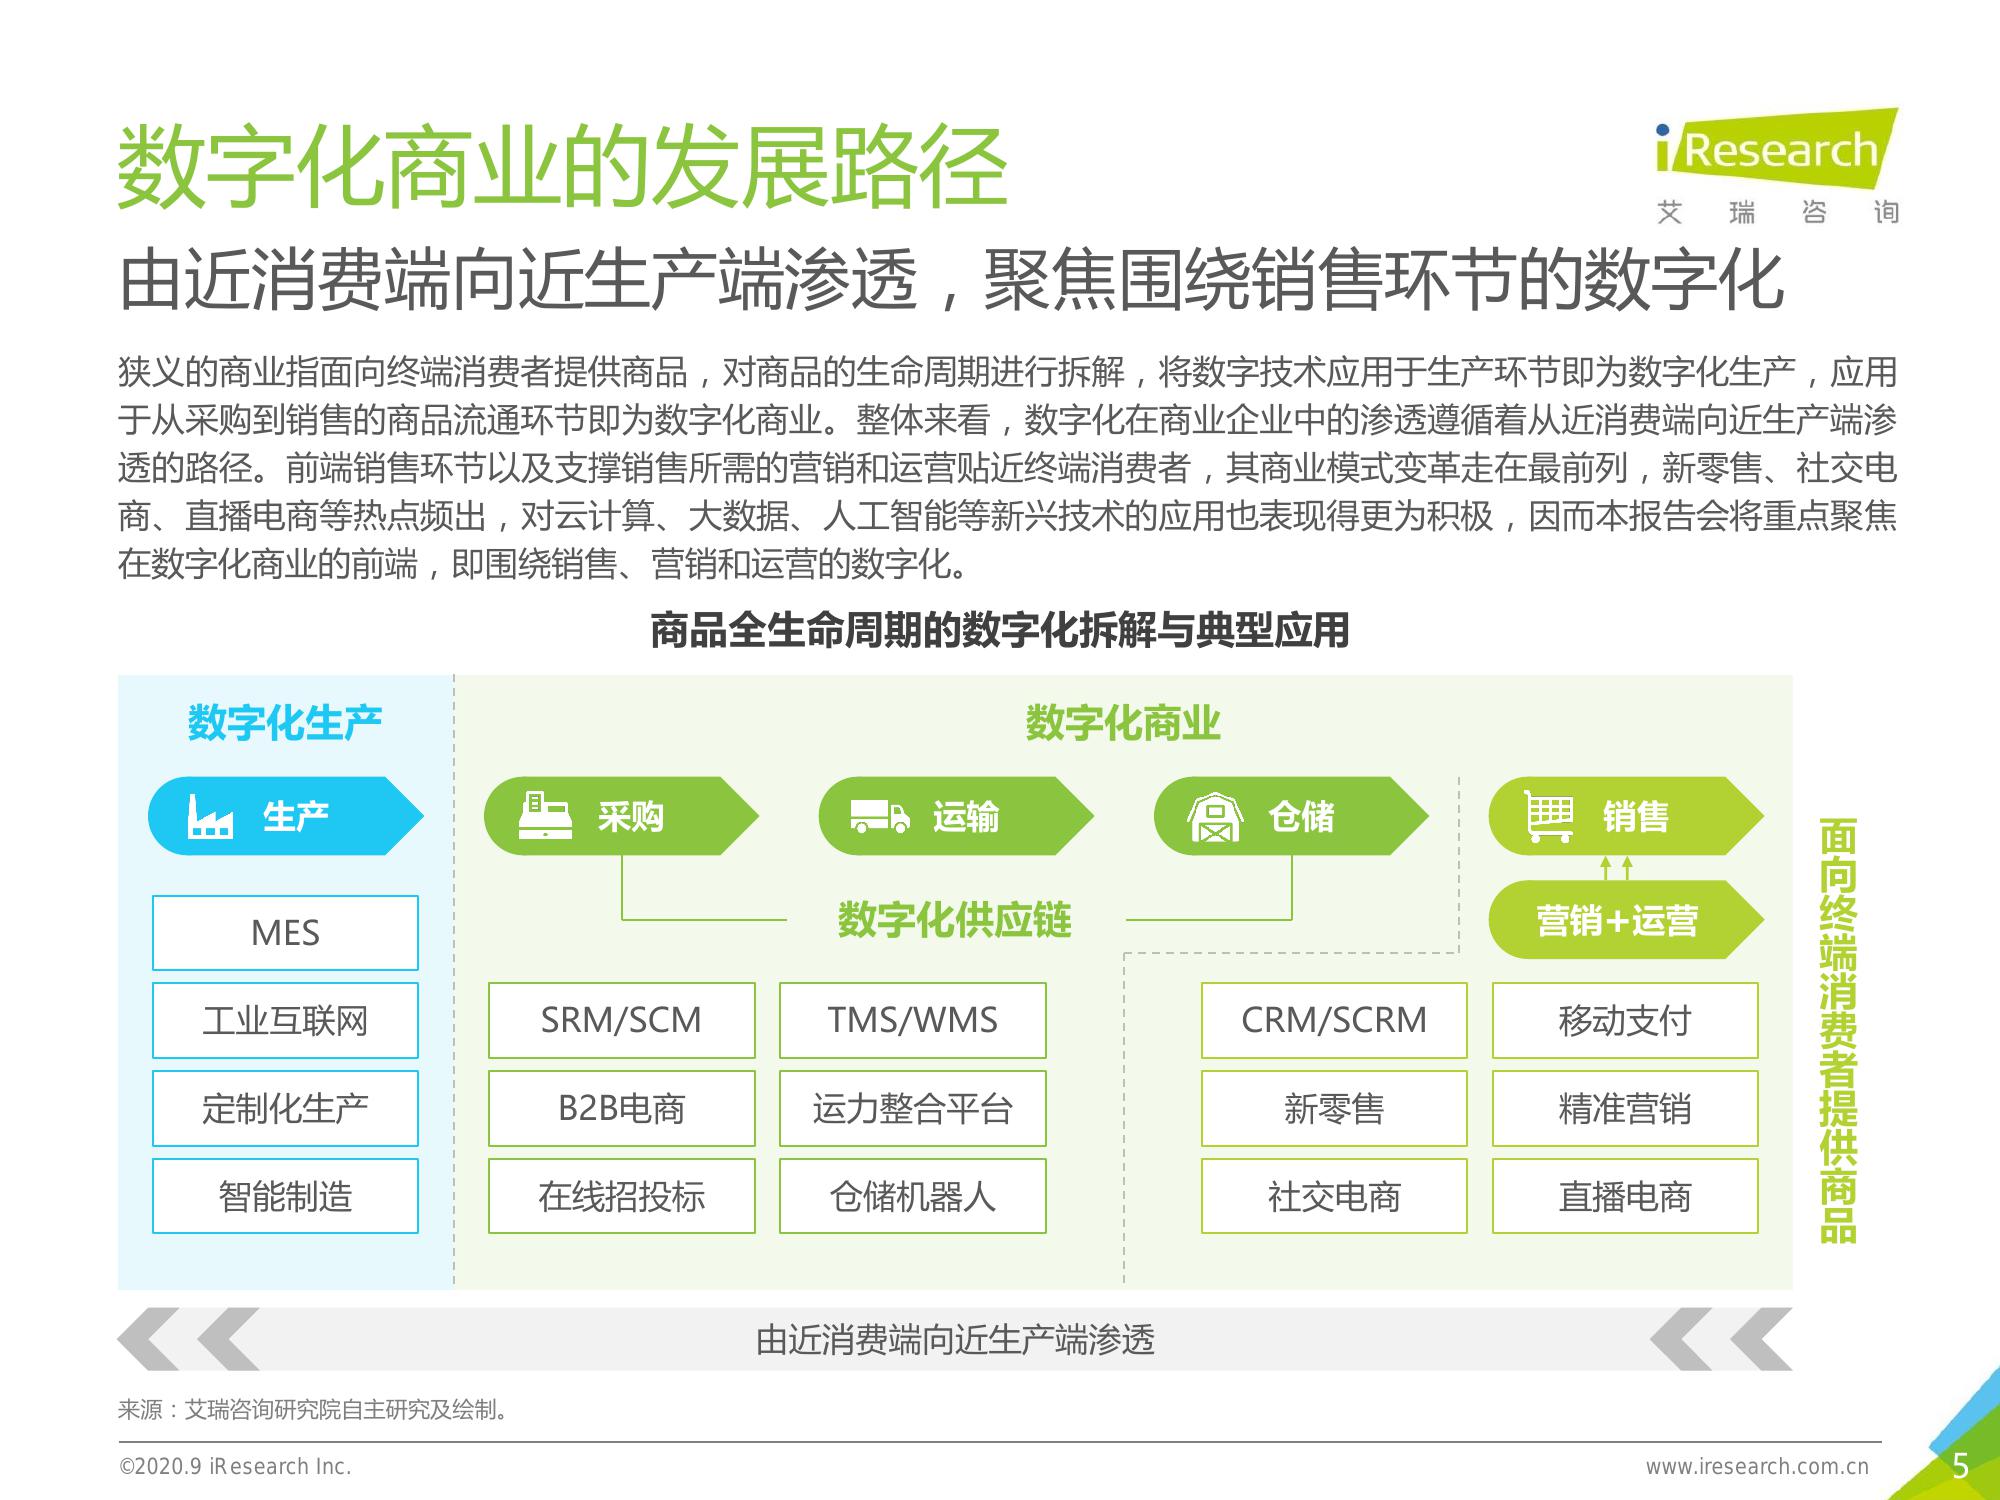 数字化商业的发展路径
iResearch
艾瑞咨询
由近消费端向近生产端渗透，聚焦围绕销售环节的数字化
狭义的商业指面向终端消费者提供商品，对商品的生命周期进行拆解，将数字技术应用于生产环节即为数字化生产，应用
于从采购到销售的商品流通环节即为数字化商业。整体来看，数字化在商业企业中的渗透遵循着从近消费端向近生产端渗
透的路径。前端销售环节以及支撑销售所需的营销和运营贴近终端消费者，其商业模式变革走在最前列，新零售、社交电
商、直播电商等热点频出，对云计算、大数据、人工智能等新兴技术的应用也表现得更为积极，因而本报告会将重点聚焦
在数字化商业的前端，即围绕销售、营销和运营的数字化。
商品全生命周期的数字化拆解与典型应用
数字化生产
数字化商业
生产
采购
运输
仓储
销售
数字化供应链
营销+运营
MES
工业互联网
定制化生产
智能制造
SRM/SCM
TMS/WMS
B2B电商
运力整合平台
在线招投标
仓储机器人
CRM/SCRM
移动支付
新零售
精准营销
社交电商
直播电商
面向终端消费者提供商品
由近消费端向近生产端渗透
来源：艾瑞咨询研究院自主研究及绘制。
©2020.9 iResearch Inc.
www.iresearch.com.cn
5